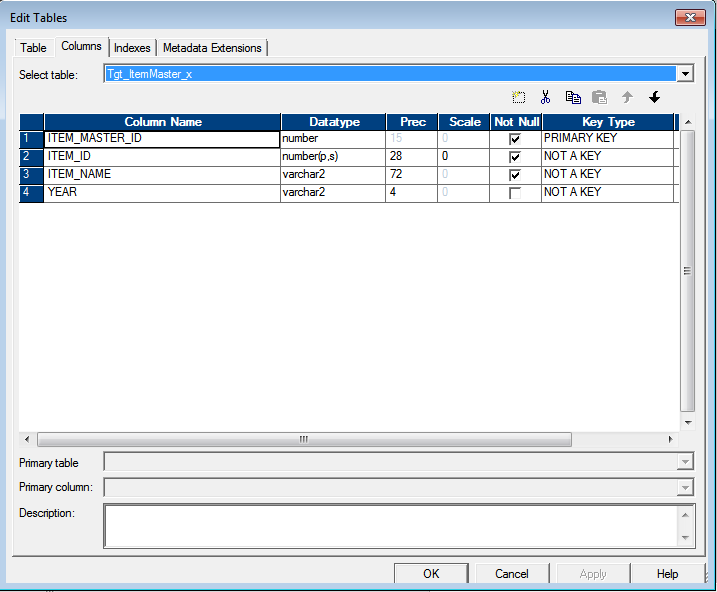 Edit Tables
Table Columns Indexes Metadata Extensions
Select table: Tgt_ItemMaster_x
Column Name Datatype Prec Scale Not Null Key Type
1 ITEM_MASTER_ID number 15 0 PRIMARY KEY
2 ITEM_ID number(p,s) 28 0 NOT A KEY
3 ITEM_NAME varchar2 72 0 NOT A KEY
4 YEAR varchar2 4 0 NOT A KEY
Primary table
Primary column:
Description:
OK Cancel Apply Help